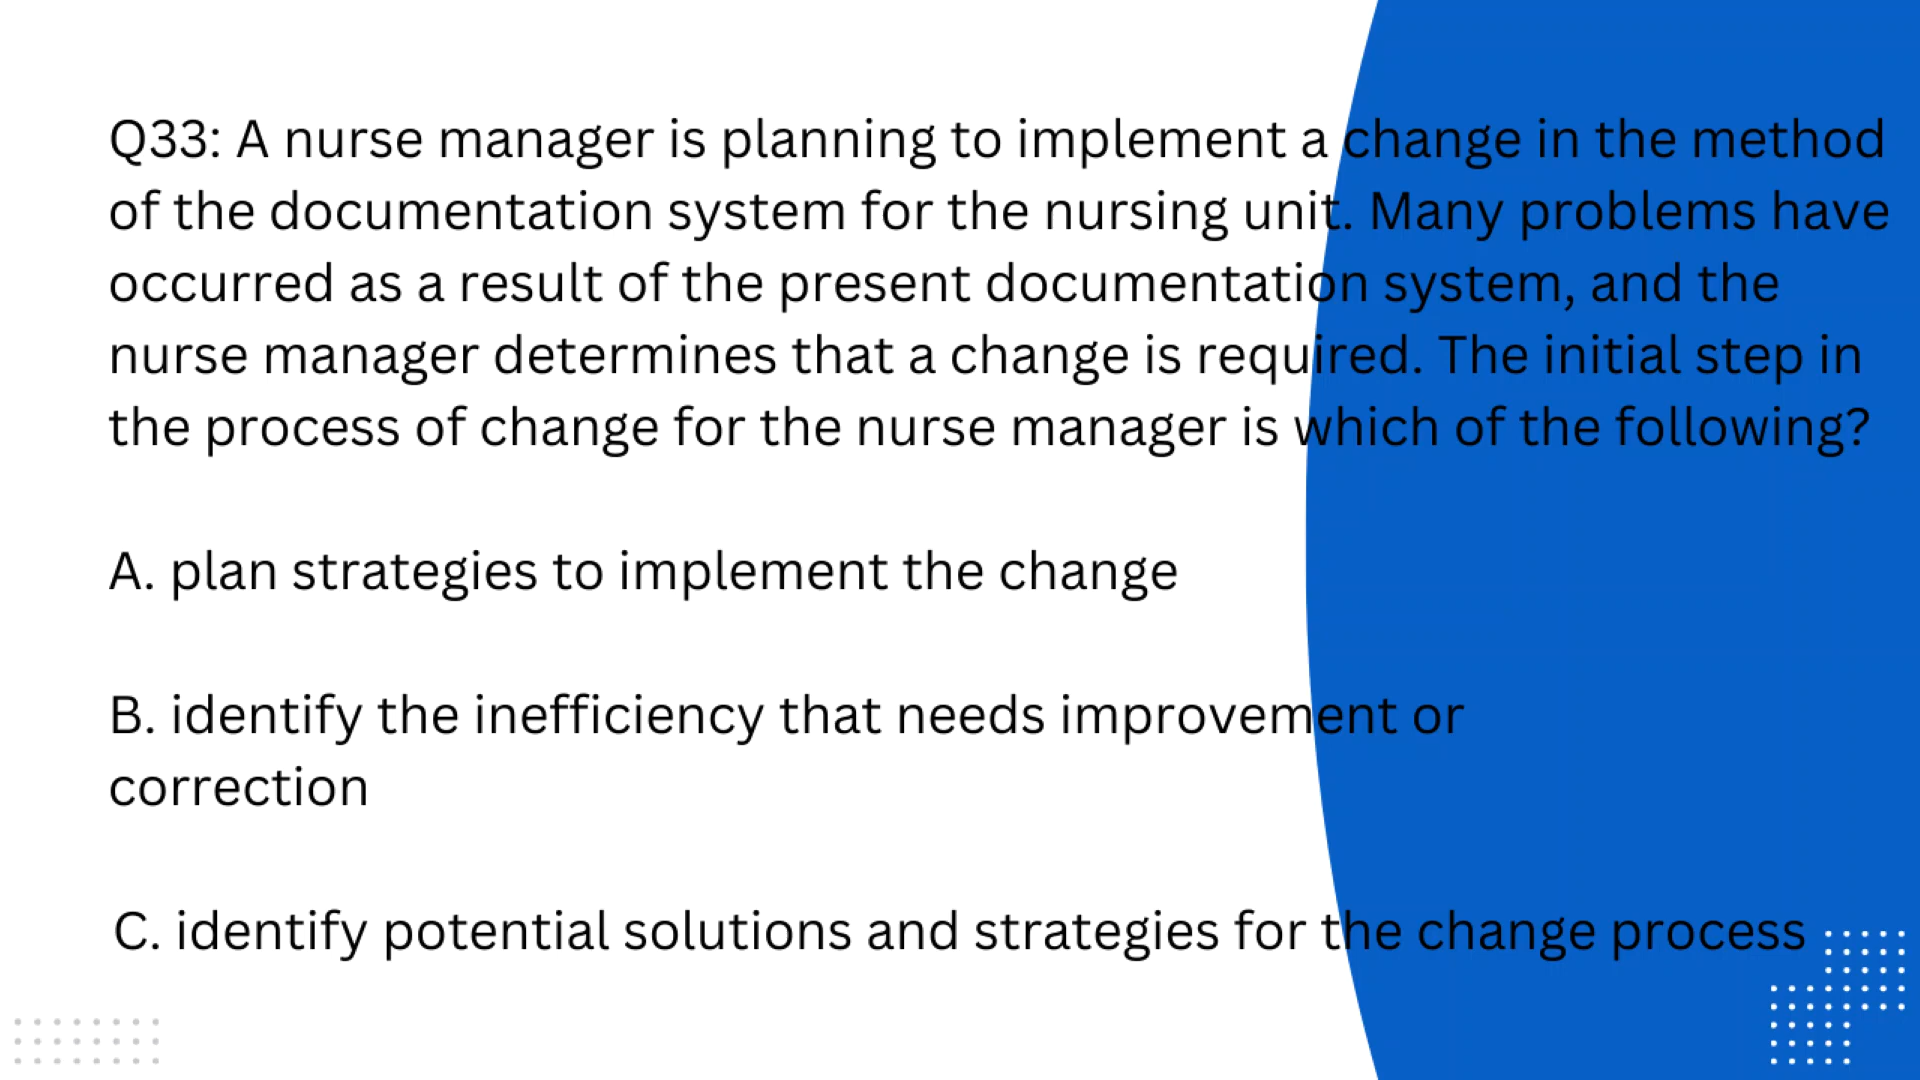 Q33: A nurse manager is planning to implement a change in the method
of the documentation system for the nursing unit. Many problems have
occurred as a result of the present documentation system, and the
nurse manager determines that a change is required. The initial step in
the process of change for the nurse manager is which of the following?
A. plan strategies to implement the change
B. identify the inefficiency that needs improvement or
correction
C. identify potential solutions and strategies for the change process